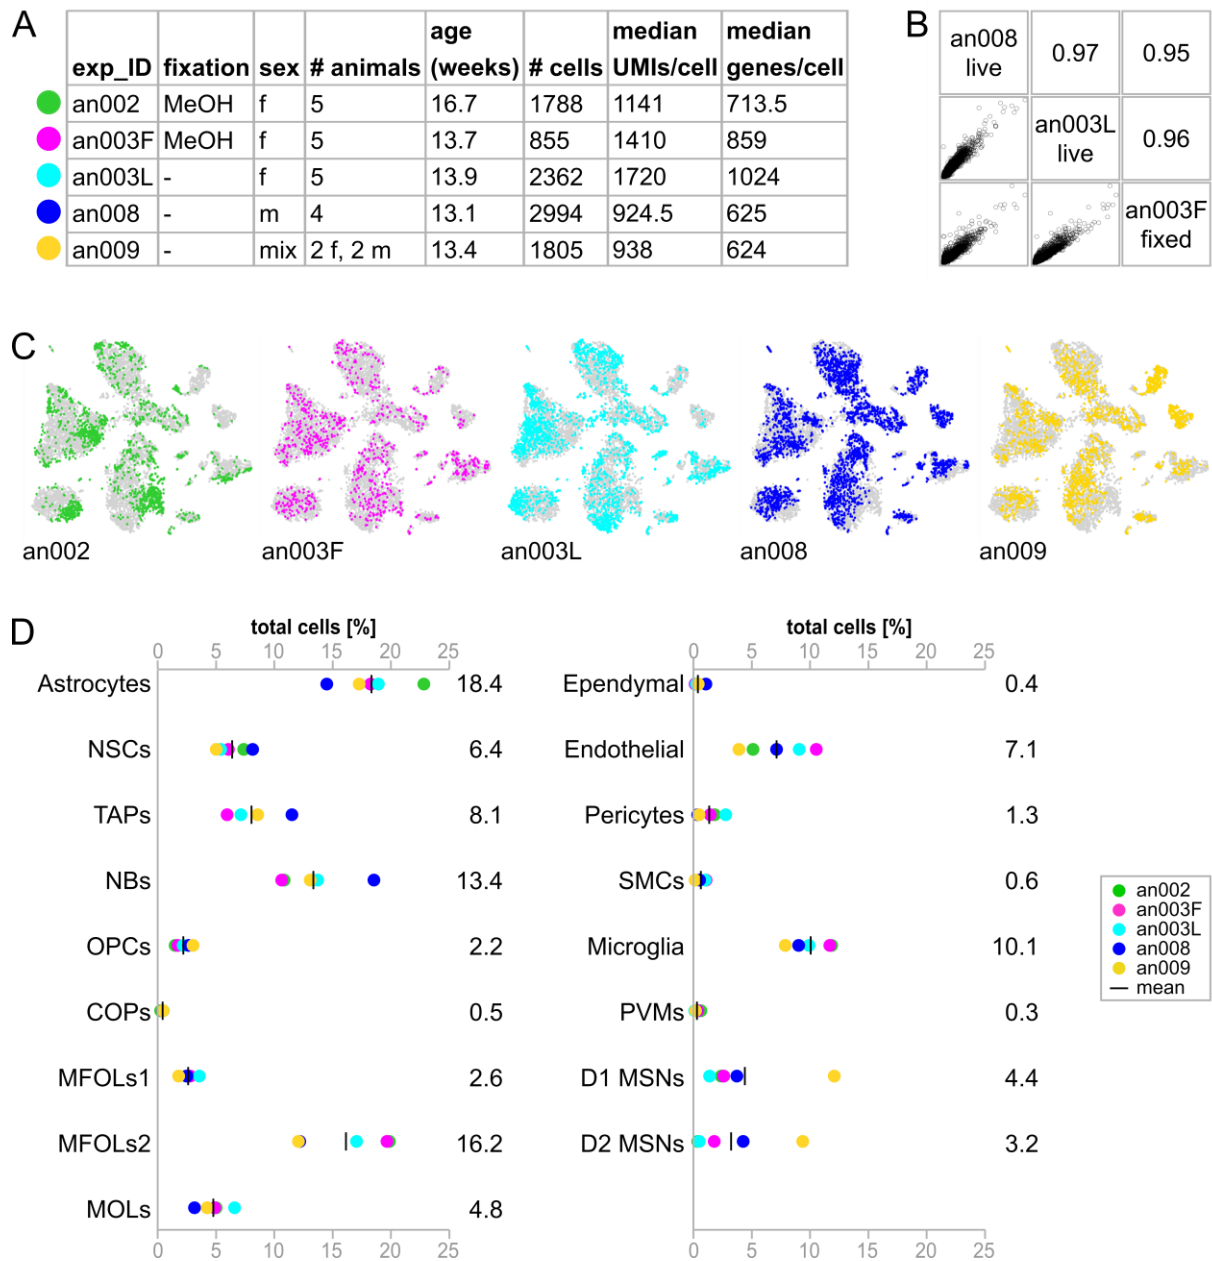 A
exp_ID fixation sex # animals age (weeks) # cells median UMIs/cell median genes/cell
an002 MeOH f 5 16.7 1788 1141 713.5
an003F MeOH f 5 13.7 855 1410 859
an003L - f 5 13.9 2362 1720 1024
an008 - m 4 13.1 2994 924.5 625
an009 - mix 2 f, 2 m 13.4 1805 938 624
B
an008 live 0.97 0.95
an003L live 0.96
an003F fixed
C
an002 an003F an003L an008 an009
D
total cells [%]
0 5 10 15 20 25
Astrocytes 18.4
NSCs 6.4
TAPs 8.1
NBs 13.4
OPCs 2.2
COPs 0.5
MFOLs1 2.6
MFOLs2 16.2
MOLs 4.8
0 5 10 15 20 25
total cells [%]
0 5 10 15 20 25
Ependymal 0.4
Endothelial 7.1
Pericytes 1.3
SMCs 0.6
Microglia 10.1
PVMs 0.3
D1 MSNs 4.4
D2 MSNs 3.2
0 5 10 15 20 25
an002
an003F
an003L
an008
an009
mean